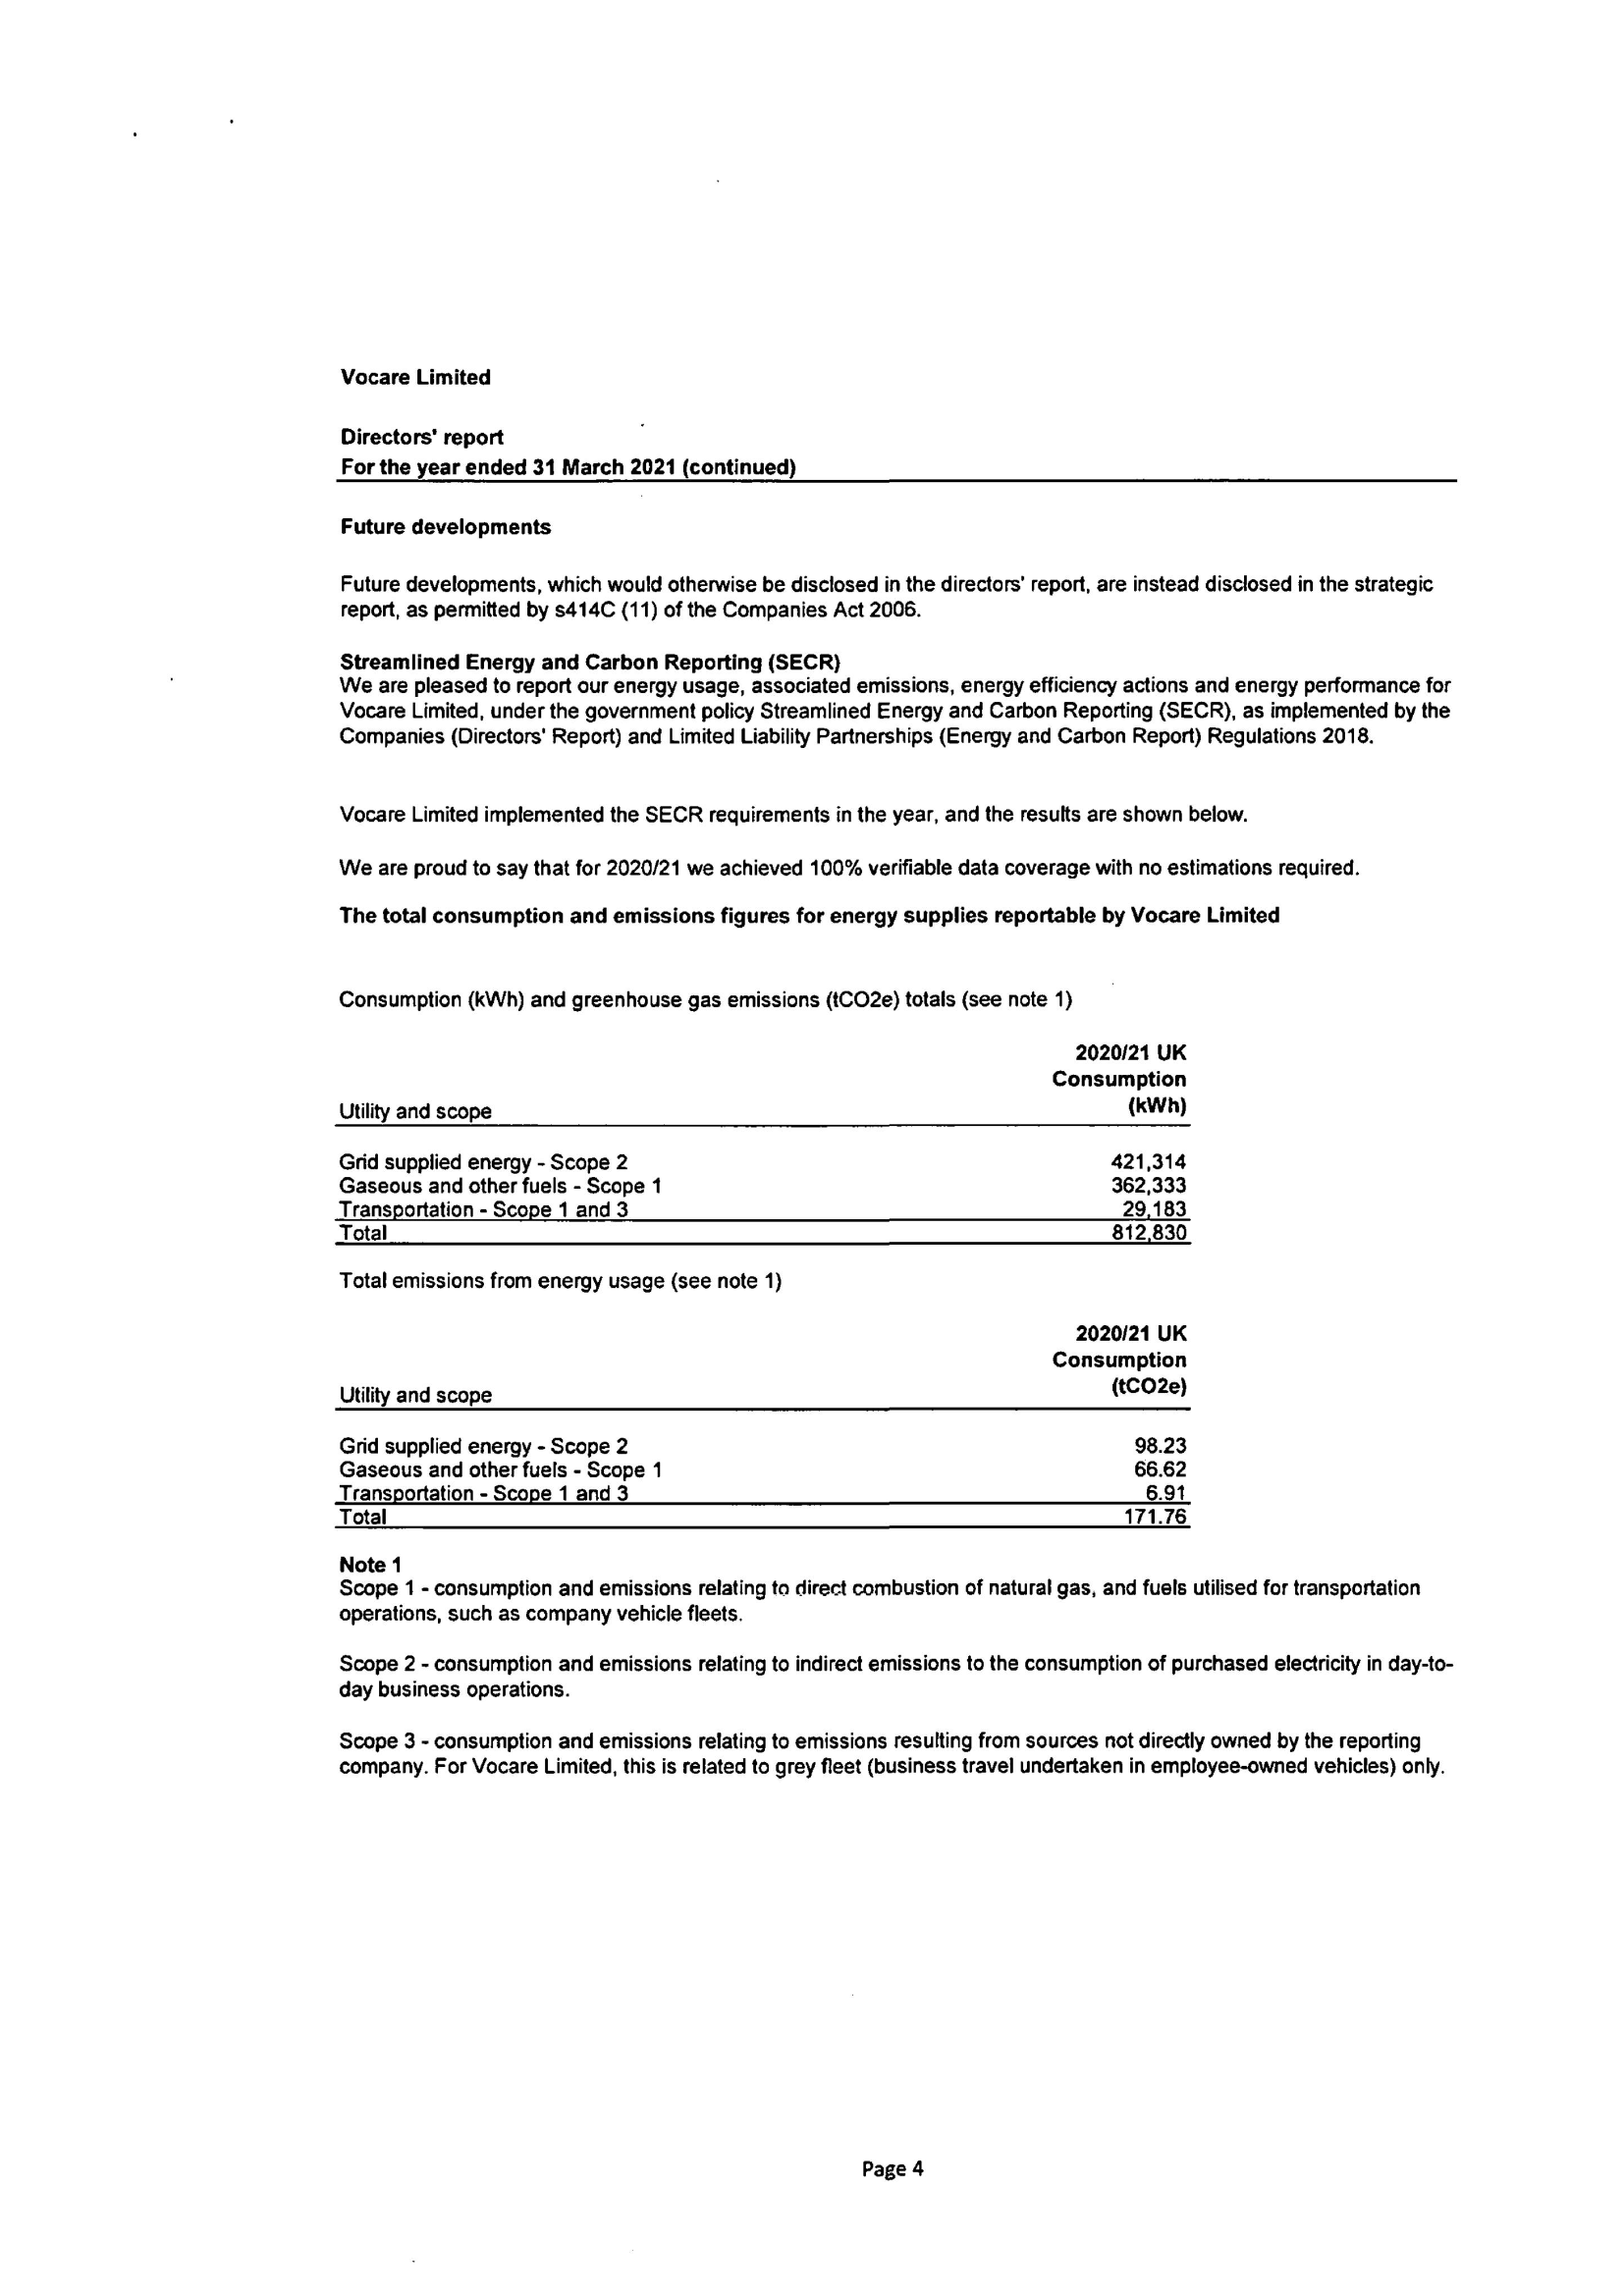 Vocare Limited
Directors' report
For the year ended 31 March 2021 (continued)
Future developments
Future developments, which would otherwise be disclosed in the directors' report, are instead disclosed in the strategic
report, as permitted by s414C (11) of the Companies Act 2006.
Streamlined Energy and Carbon Reporting (SECR)
We are pleased to report our energy usage, associated emissions, energy efficiency actions and energy performance for
Vocare Limited, under the government policy Streamlined Energy and Carbon Reporting (SECR), as implemented by the
Companies (Directors' Report) and Limited Liability Partnerships (Energy and Carbon Report) Regulations 2018.
Vocare Limited implemented the SECR requirements in the year, and the results are shown below.
We are proud to say that for 2020/21 we achieved 100% verifiable data coverage with no estimations required.
The total consumption and emissions figures for energy supplies reportable by Vocare Limited
Consumption (kWh) and greenhouse gas emissions (tCO2e) totals (see note 1)
2020/21 UK
Consumption
Utility and scope (kWh)
Grid supplied energy - Scope 2 421,314
Gaseous and other fuels - Scope 1 362,333
Transportation - Scope 1 and 3 29,183
Total 812,830
Total emissions from energy usage (see note 1)
2020/21 UK
Consumption
Utility and scope (tCO2e)
Grid supplied energy - Scope 2 98.23
Gaseous and other fuels - Scope 1 66.62
Transportation - Scope 1 and 3 6.91
Total 171.76
Note 1
Scope 1 - consumption and emissions relating to direct combustion of natural gas, and fuels utilised for transportation
operations, such as company vehicle fleets.
Scope 2 - consumption and emissions relating to indirect emissions to the consumption of purchased electricity in day-to-
day business operations.
Scope 3 - consumption and emissions relating to emissions resulting from sources not directly owned by the reporting
company. For Vocare Limited, this is related to grey fleet (business travel undertaken in employee-owned vehicles) only.
Page 4